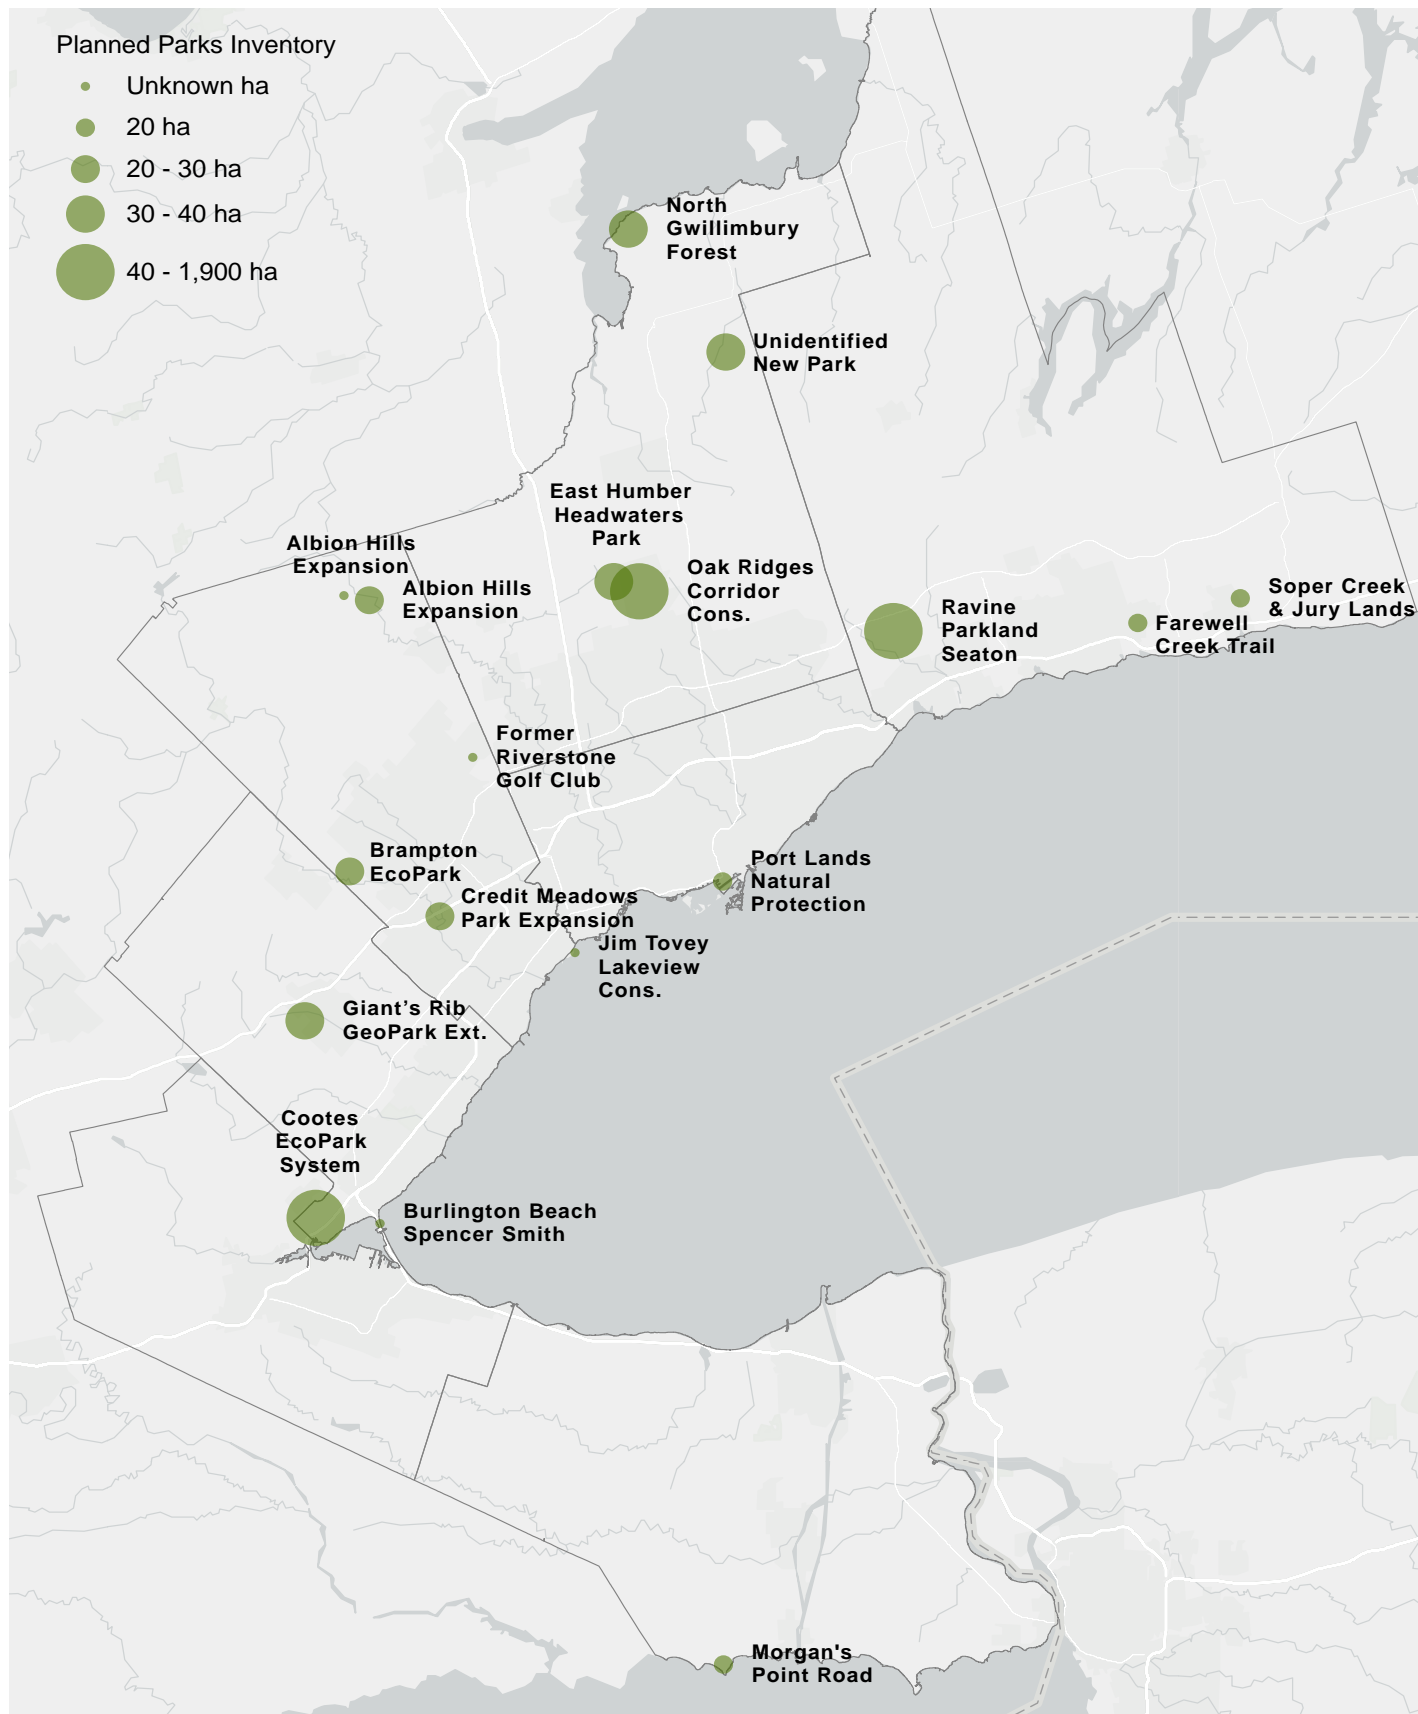 Planned Parks Inventory
Unknown ha
20 ha
20 - 30 ha
30 - 40 ha
40 - 1,900 ha
North
Gwillimbury
Forest
Unidentified
New Park
East Humber
Headwaters
Park
Albion Hills
Expansion
Albion Hills
Expansion
Oak Ridges
Corridor
Cons.
Ravine
Parkland
Seaton
Soper Creek
& Jury Lands
Farewell
Creek Trail
Former
Riverstone
Golf Club
Brampton
EcoPark
Credit Meadows
Park Expansion
Port Lands
Natural
Protection
Jim Tovey
Lakeview
Cons.
Giant’s Rib
GeoPark Ext.
Cootes
EcoPark
System
Burlington Beach
Spencer Smith
Morgan's
Point Road